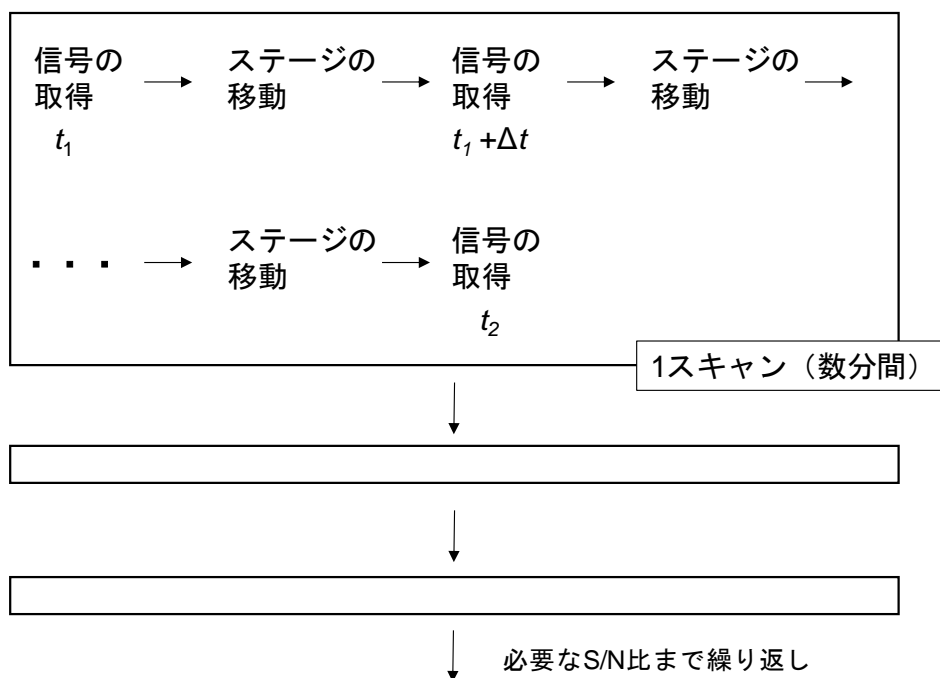 信号の ステージの 信号の ステージの
取得 移動 取得 移動
t₁ t₁ +Δt
・・・ ステージの 信号の
移動 取得
t₂
1スキャン（数分間）
必要なS/N比まで繰り返し